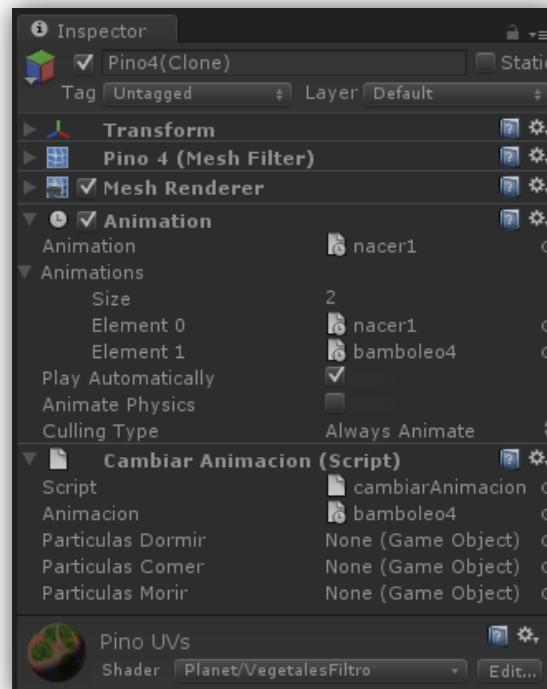 Inspector
Pino4(Clone) Static
Tag Untagged Layer Default
Transform
Pino 4 (Mesh Filter)
Mesh Renderer
Animation
Animation nacer1
Animations
Size 2
Element 0 nacer1
Element 1 bamboleo4
Play Automatically
Animate Physics
Culling Type Always Animate
Cambiar Animacion (Script)
Script cambiarAnimacion
Animacion bamboleo4
Particulas Dormir None (Game Object)
Particulas Comer None (Game Object)
Particulas Morir None (Game Object)
Pino UVs
Shader Planet/VegetalesFiltro Edit...